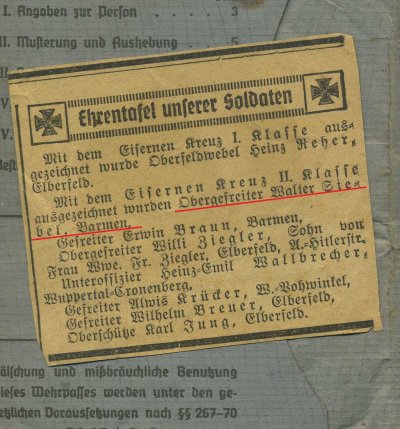 I. Angaben zur Person . . . . 3
II. Musterung und Aushebung . 5
II.
V.
V.
Ehrentafel unserer Soldaten
Mit dem Eisernen Kreuz I. Klasse aus-
gezeichnet wurde Oberfeldwebel Heinz Reher,
Elberfeld.
Mit dem Eisernen Kreuz II. Klasse
ausgezeichnet wurden Obergefreiter Walter Sie-
bel, Barmen,
Gefreiter Erwin Braun, Barmen,
Obergefreiter Willi Ziegler, Sohn von
Frau Wwe. Fr. Ziegler, Elberfeld, A.-Hitlerstr.
Unteroffizier Heinz-Emil Wallbrecher,
Wuppertal-Cronenberg,
Gefreiter Alwis Krücker, W.-Vohwinkel,
Gefreiter Wilhelm Breuer, Elberfeld,
Oberschütze Karl Jung, Elberfeld.
älschung und mißbräuchliche Benutzung
ieses Wehrpasses werden unter den ge-
etzlichen Voraussetzungen nach §§ 267-70